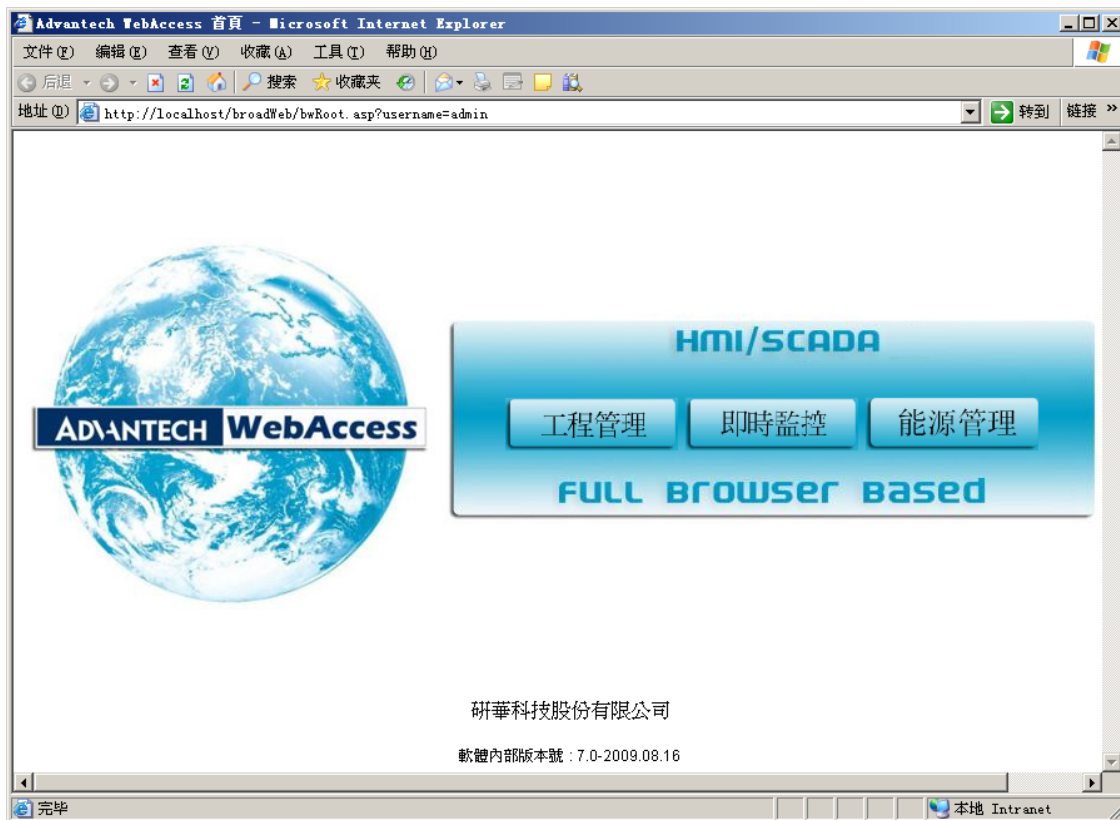 Advantech WebAccess 首頁 - Microsoft Internet Explorer
文件(F) 编辑(E) 查看(V) 收藏(A) 工具(T) 帮助(H)
后退 搜索 收藏夹
地址(D) http://localhost/broadWeb/bwRoot.asp?username=admin 转到 链接 »
HMI/SCADA
ADVANTECH WebAccess
工程管理 即時監控 能源管理
FULL Browser Based
研華科技股份有限公司
軟體內部版本號 : 7.0-2009.08.16
完毕 本地 Intranet